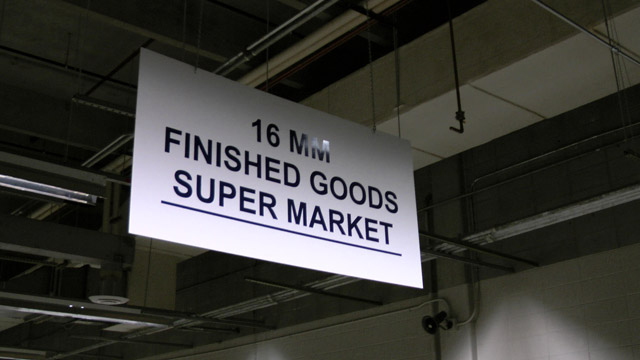 16 MM
FINISHED GOODS
SUPER MARKET